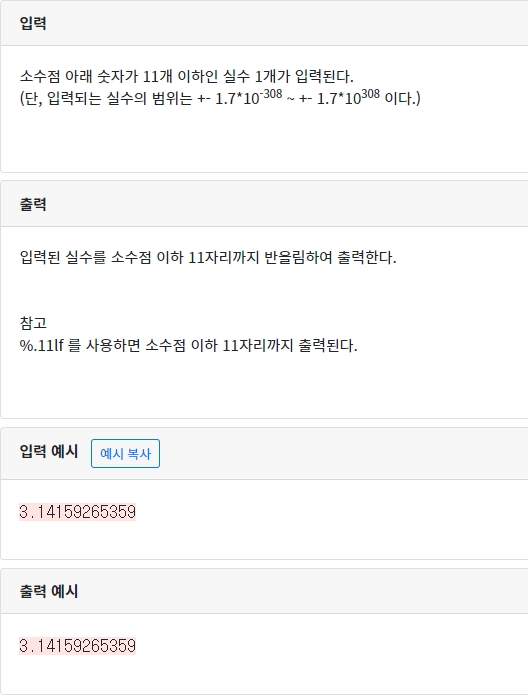 입력
소수점 아래 숫자가 11개 이하인 실수 1개가 입력된다.
(단, 입력되는 실수의 범위는 +- 1.7*10-308 ~ +- 1.7*10308 이다.)
출력
입력된 실수를 소수점 이하 11자리까지 반올림하여 출력한다.
참고
%.11lf 를 사용하면 소수점 이하 11자리까지 출력된다.
입력 예시 예시 복사
3.14159265359
출력 예시
3.14159265359